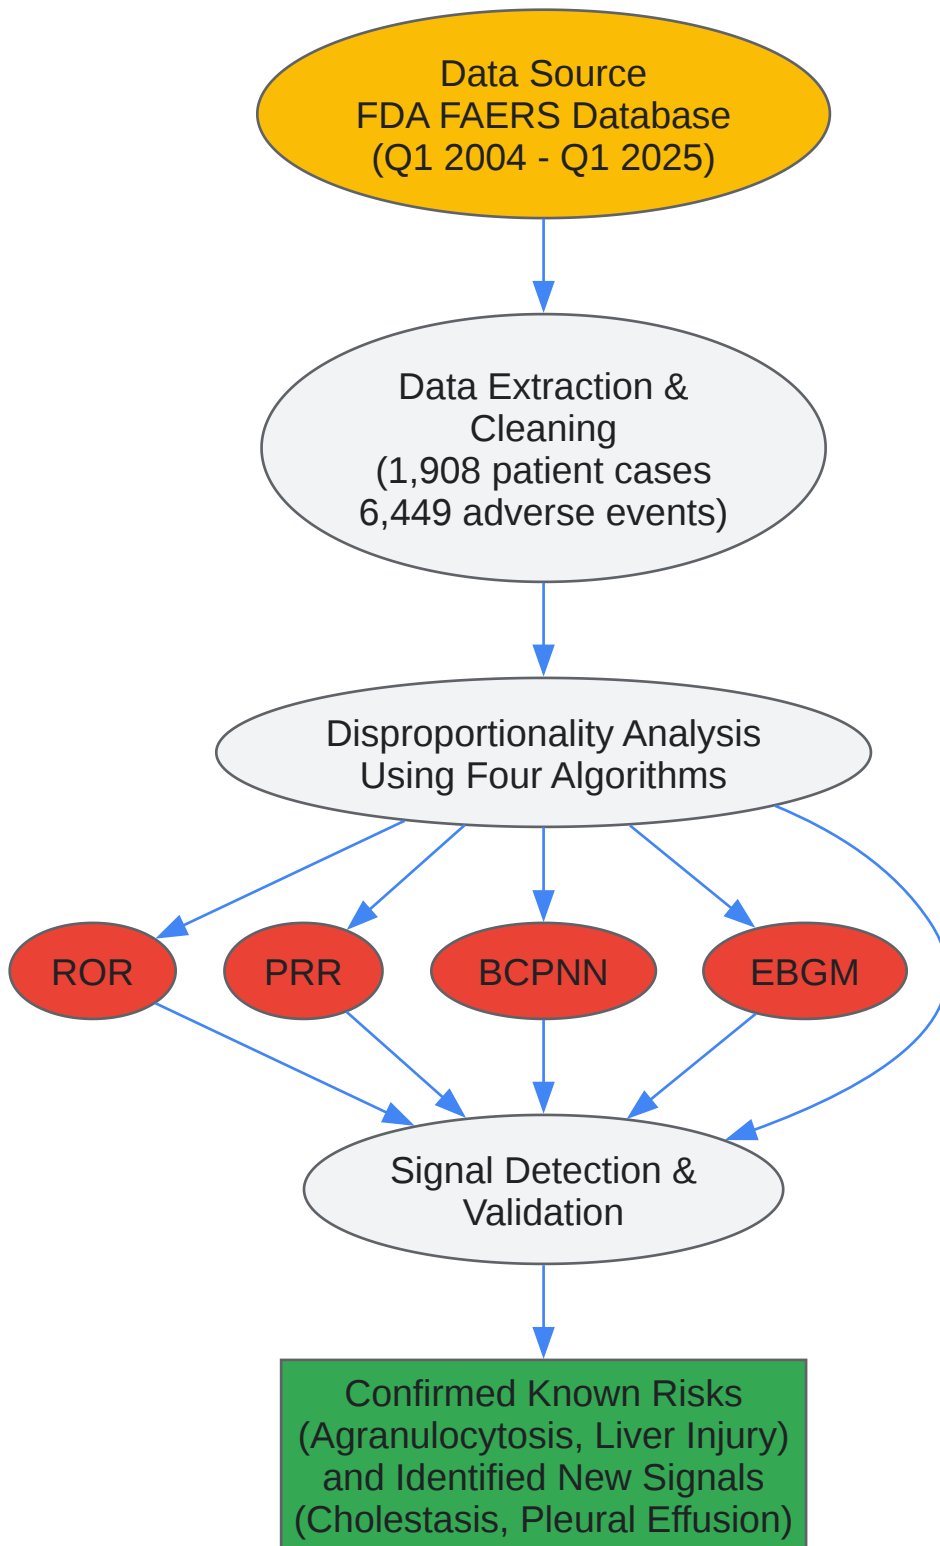 Data Source
FDA FAERS Database
(Q1 2004 - Q1 2025)
Data Extraction &
Cleaning
(1,908 patient cases
6,449 adverse events)
Disproportionality Analysis
Using Four Algorithms
ROR
PRR
BCPNN
EBGM
Signal Detection &
Validation
Confirmed Known Risks
(Agranulocytosis, Liver Injury)
and Identified New Signals
(Cholestasis, Pleural Effusion)